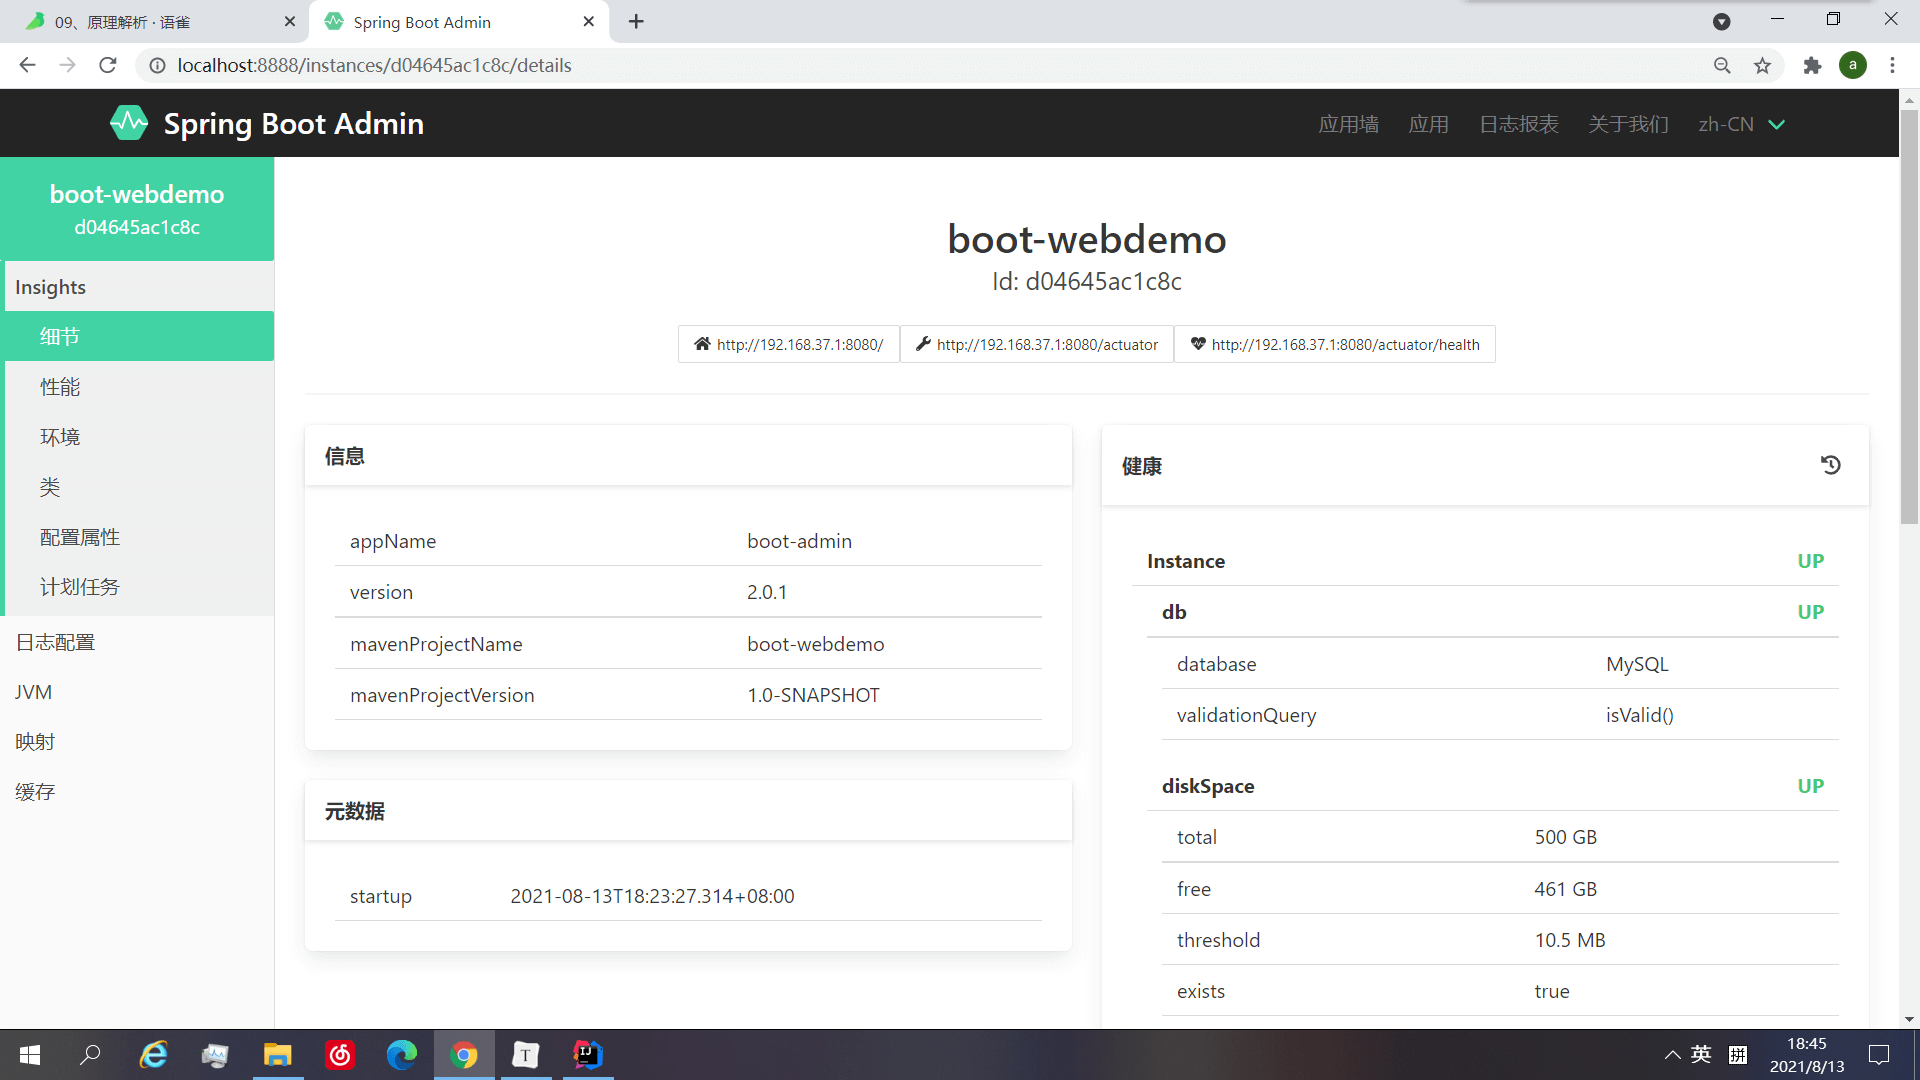 09、原理解析 · 语雀
Spring Boot Admin
localhost:8888/instances/d04645ac1c8c/details
a
Spring Boot Admin
应用墙
应用
日志报表
关于我们
zh-CN
boot-webdemo
d04645ac1c8c
Insights
细节
性能
环境
类
配置属性
计划任务
日志配置
JVM
映射
缓存
boot-webdemo
Id: d04645ac1c8c
http://192.168.37.1:8080/
http://192.168.37.1:8080/actuator
http://192.168.37.1:8080/actuator/health
信息
appName boot-admin
version 2.0.1
mavenProjectName boot-webdemo
mavenProjectVersion 1.0-SNAPSHOT
元数据
startup 2021-08-13T18:23:27.314+08:00
健康
Instance UP
db UP
database MySQL
validationQuery isValid()
diskSpace UP
total 500 GB
free 461 GB
threshold 10.5 MB
exists true
T
IJ
英
拼
18:45
2021/8/13